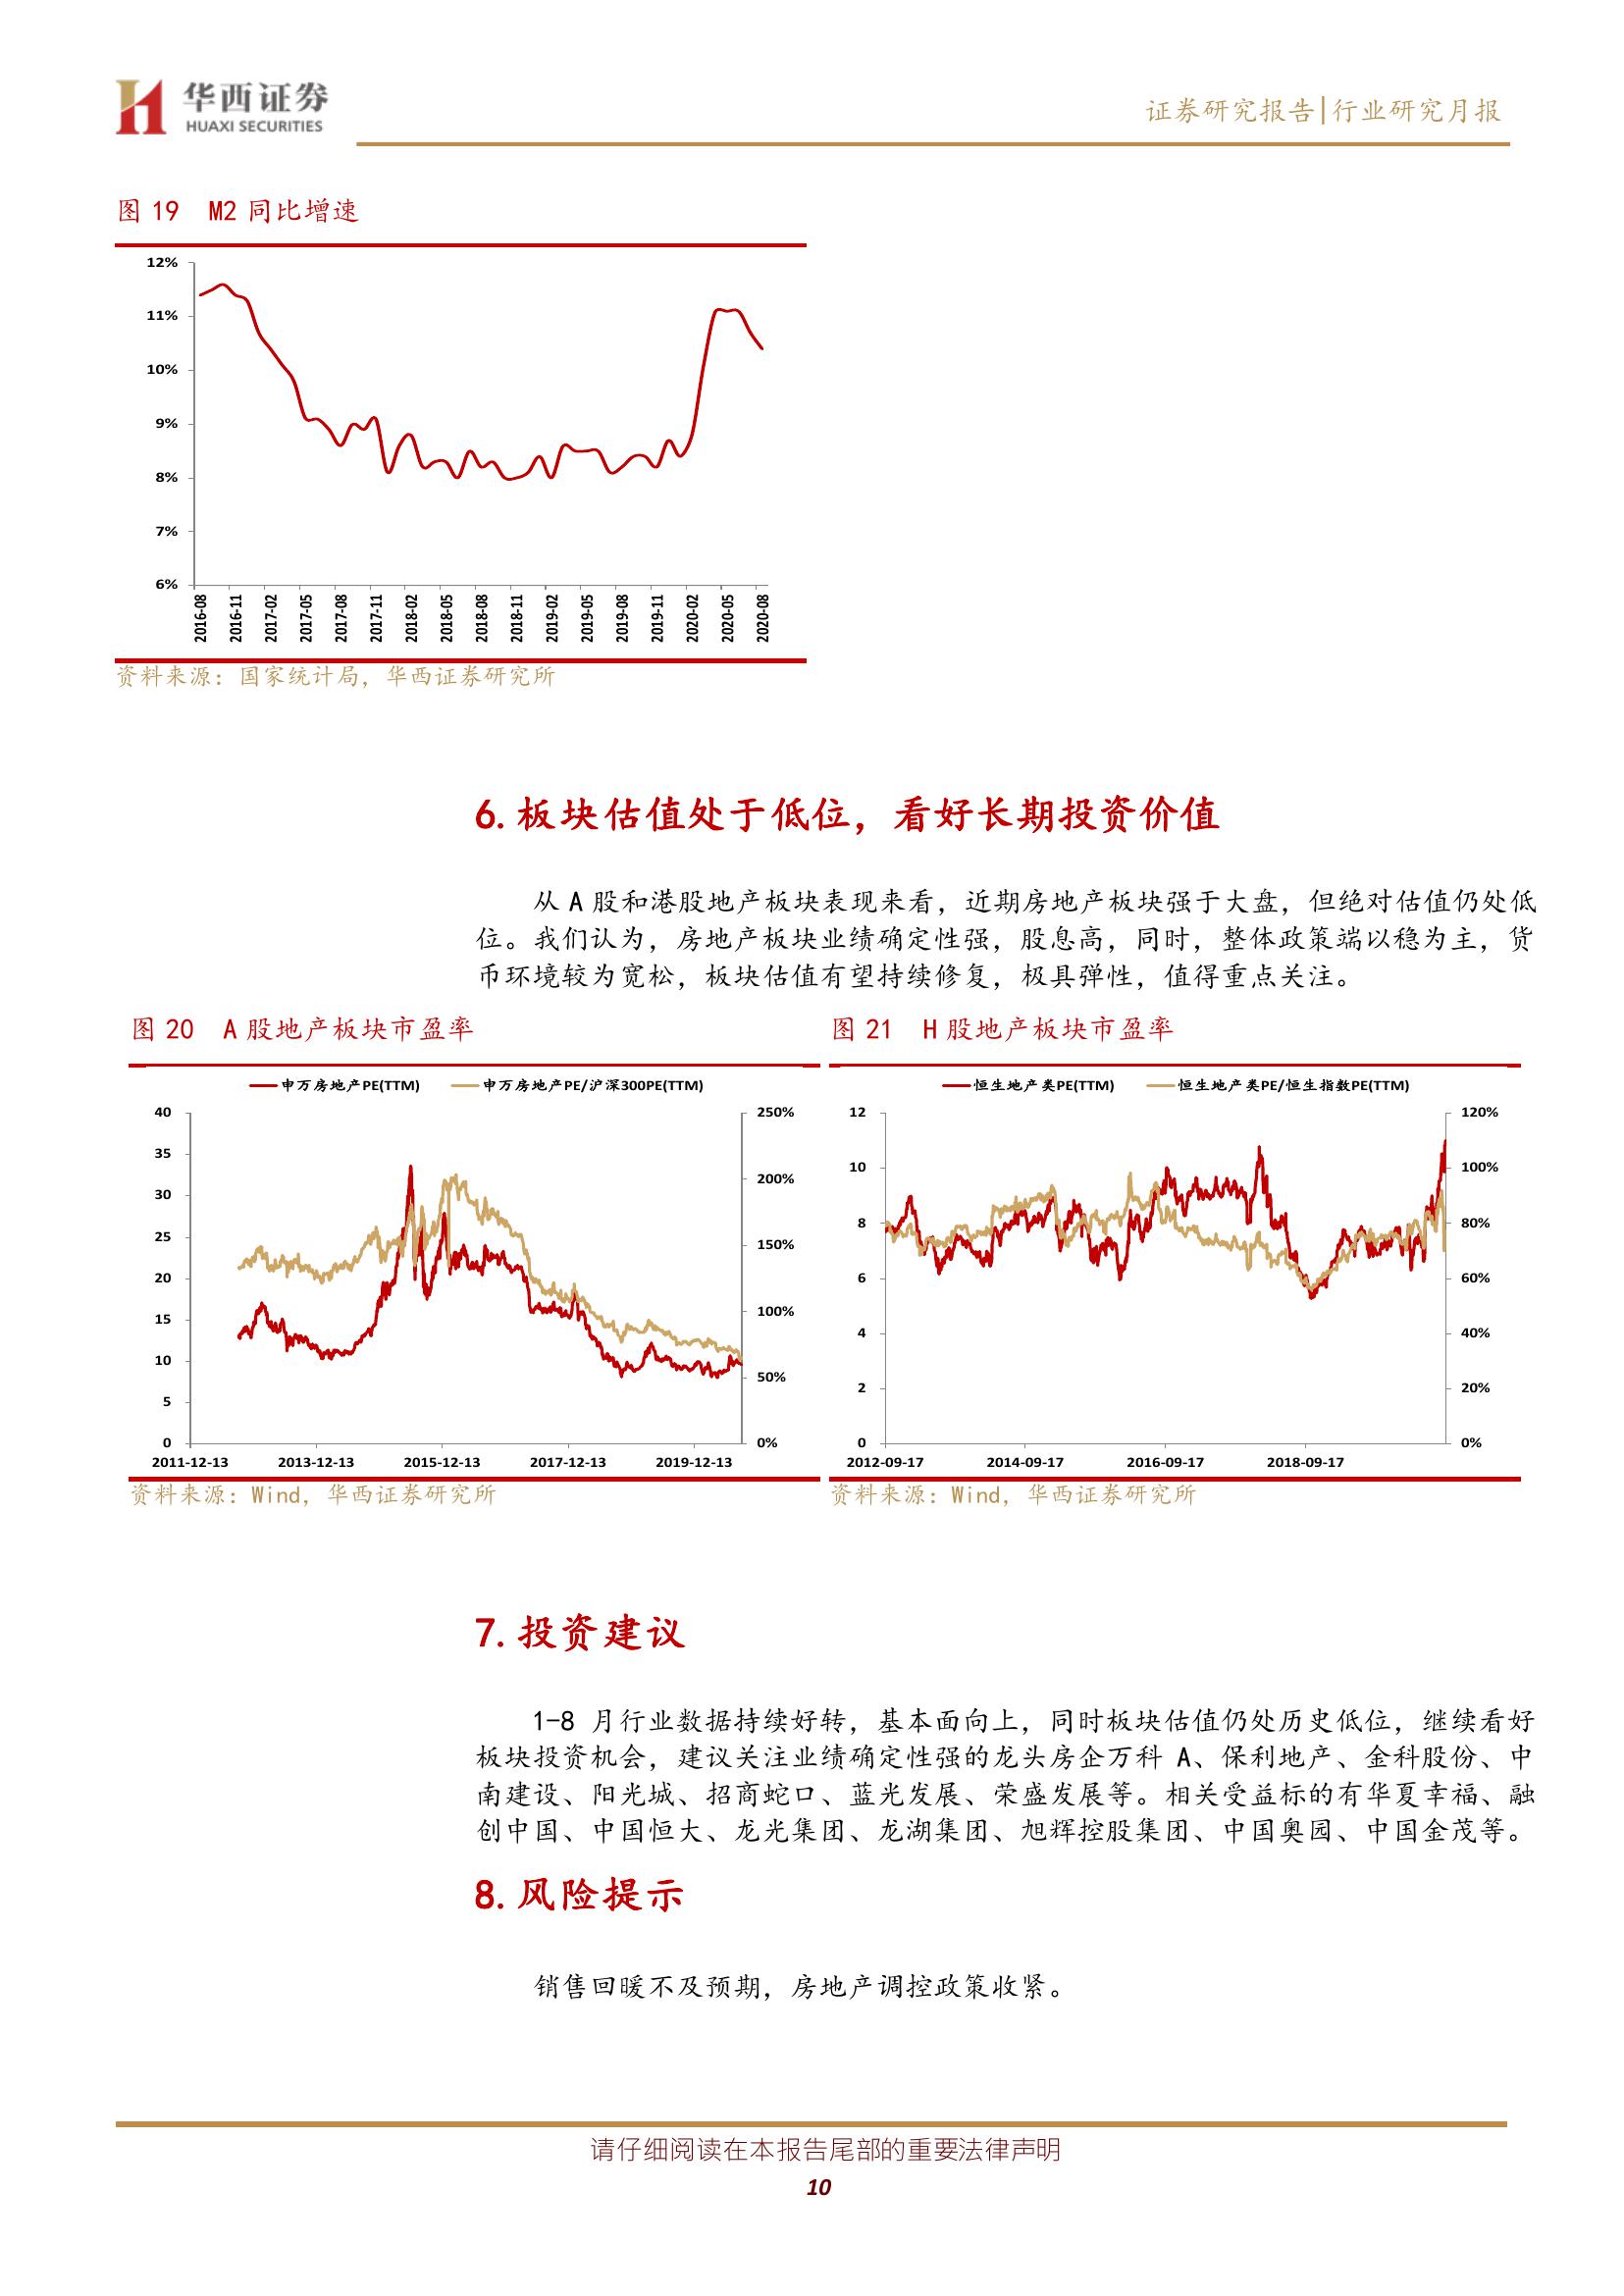 华西证券
HUAXI SECURITIES
证券研究报告|行业研究月报
图 19 M2 同比增速
12%
11%
10%
9%
8%
7%
6%
2016-08
2016-11
2017-02
2017-05
2017-08
2017-11
2018-02
2018-05
2018-08
2018-11
2019-02
2019-05
2019-08
2019-11
2020-02
2020-05
2020-08
资料来源：国家统计局，华西证券研究所
6.板块估值处于低位，看好长期投资价值
从 A 股和港股地产板块表现来看，近期房地产板块强于大盘，但绝对估值仍处低
位。我们认为，房地产板块业绩确定性强，股息高，同时，整体政策端以稳为主，货
币环境较为宽松，板块估值有望持续修复，极具弹性，值得重点关注。
图 20 A 股地产板块市盈率
申万房地产PE(TTM)
申万房地产PE/沪深300PE(TTM)
40
35
30
25
20
15
10
5
0
250%
200%
150%
100%
50%
0%
2011-12-13
2013-12-13
2015-12-13
2017-12-13
2019-12-13
资料来源：Wind，华西证券研究所
图 21 H 股地产板块市盈率
恒生地产类PE(TTM)
恒生地产类PE/恒生指数PE(TTM)
12
10
8
6
4
2
0
120%
100%
80%
60%
40%
20%
0%
2012-09-17
2014-09-17
2016-09-17
2018-09-17
资料来源：Wind，华西证券研究所
7.投资建议
1-8 月行业数据持续好转，基本面向上，同时板块估值仍处历史低位，继续看好
板块投资机会，建议关注业绩确定性强的龙头房企万科 A、保利地产、金科股份、中
南建设、阳光城、招商蛇口、蓝光发展、荣盛发展等。相关受益标的有华夏幸福、融
创中国、中国恒大、龙光集团、龙湖集团、旭辉控股集团、中国奥园、中国金茂等。
8.风险提示
销售回暖不及预期，房地产调控政策收紧。
请仔细阅读在本报告尾部的重要法律声明
10